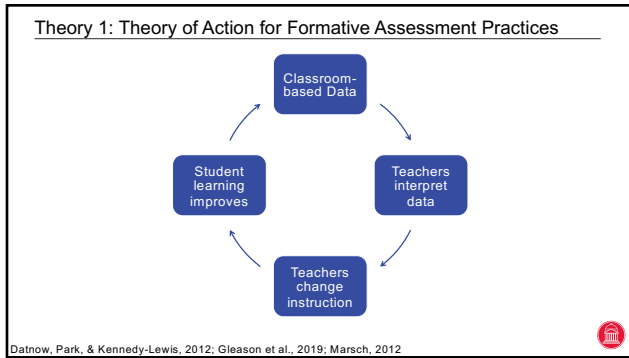 Theory 1: Theory of Action for Formative Assessment Practices
Classroom-
based Data
Teachers
interpret
data
Teachers
change
instruction
Student
learning
improves
Datnow, Park, & Kennedy-Lewis, 2012; Gleason et al., 2019; Marsch, 2012